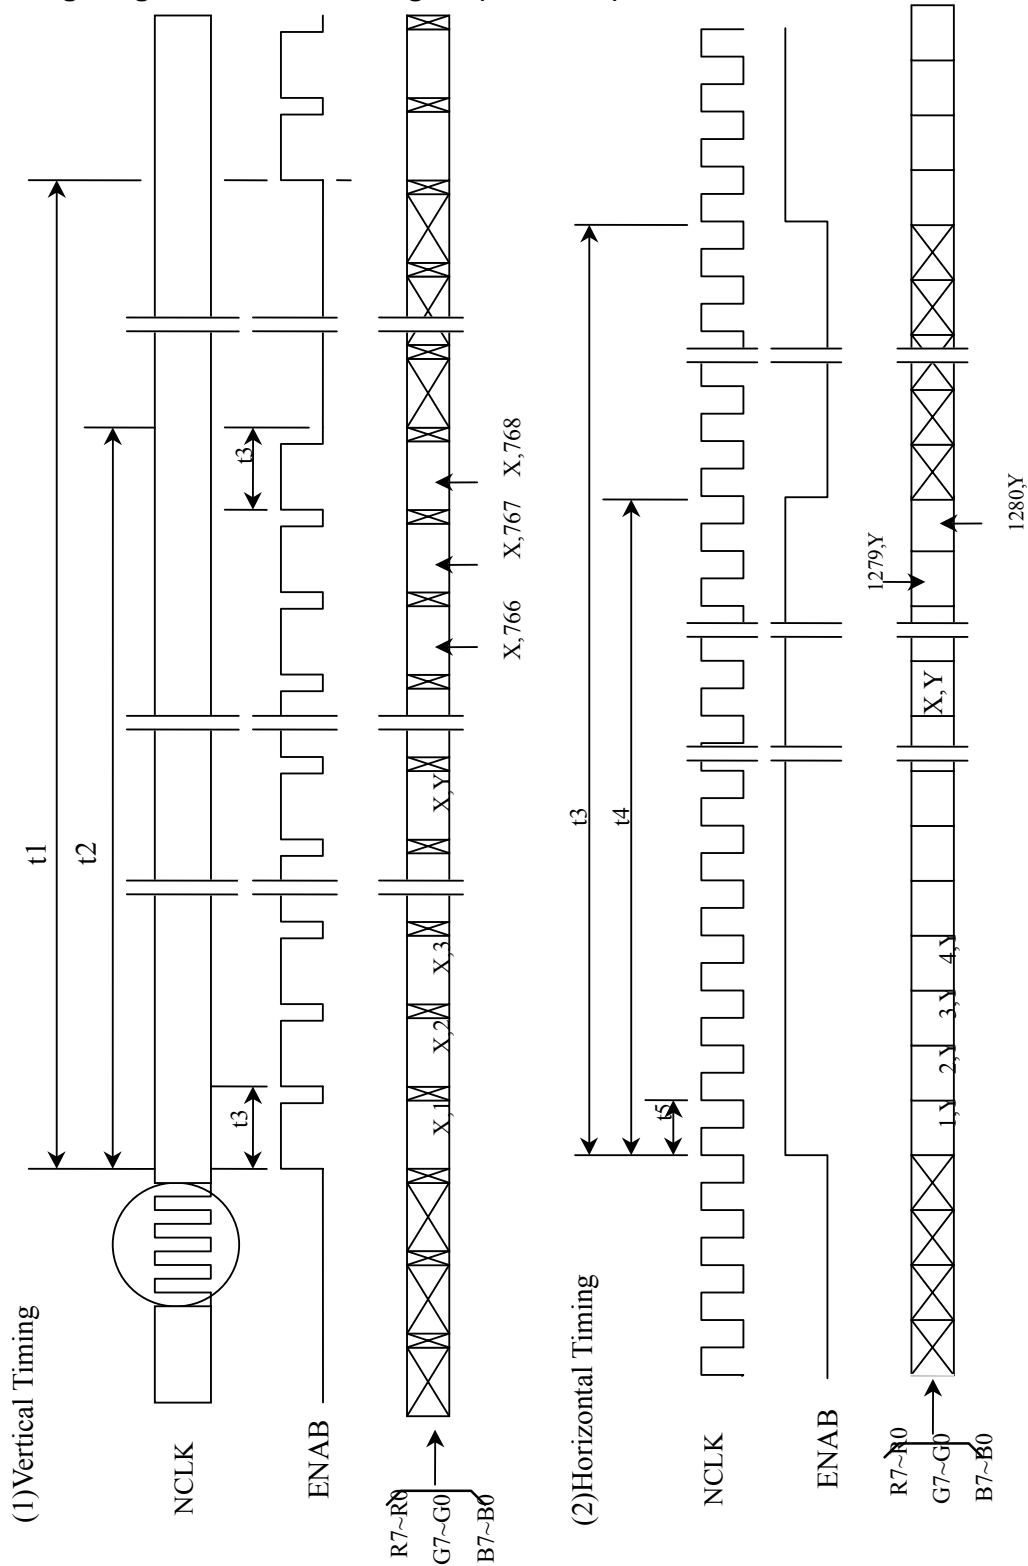 (1)Vertical Timing
t1
t2
NCLK
t3
t3
ENAB
R7~R0
G7~G0
B7~B0
X,1
X,2
X,3
X,Y
X,766
X,767
X,768
(2)Horizontal Timing
t3
t4
t5
NCLK
ENAB
R7~R0
G7~G0
B7~B0
1,Y
2,Y
3,Y
4,Y
X,Y
1279,Y
1280,Y